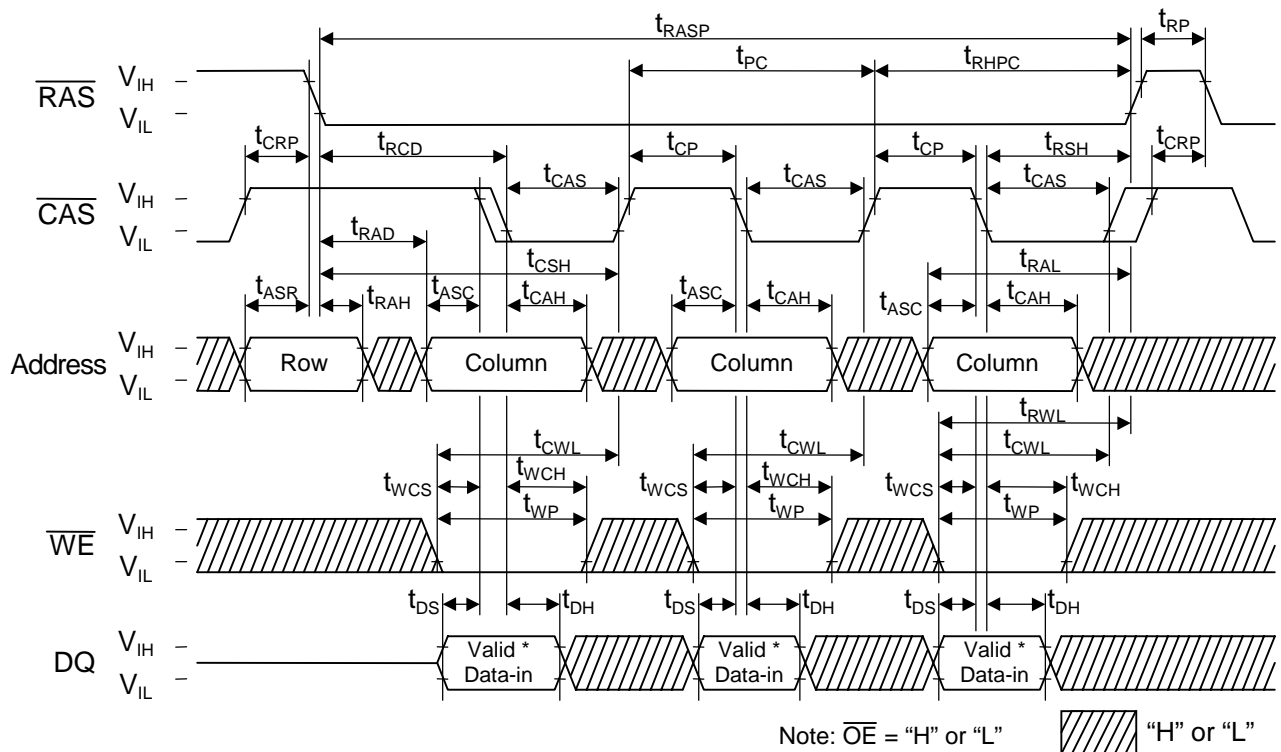 tRASP tRP
tPC tRHPC
RAS VIH
VIL
tCRP tRCD tCP tCP tRSH tCRP
tCAS tCAS tCAS
CAS VIH
VIL
tRAD
tCSH tRAL
tASR tRAH tASC tCAH tASC tCAH tASC tCAH
Address VIH
VIL
Row Column Column Column
tRWL
tCWL tCWL tCWL
tWCS tWCH tWCS tWCH tWCS tWCH
tWP tWP tWP
WE VIH
VIL
tDS tDH tDS tDH tDS tDH
DQ VIH
VIL
Valid * Valid * Valid *
Data-in Data-in Data-in
Note: OE = “H” or “L” “H” or “L”